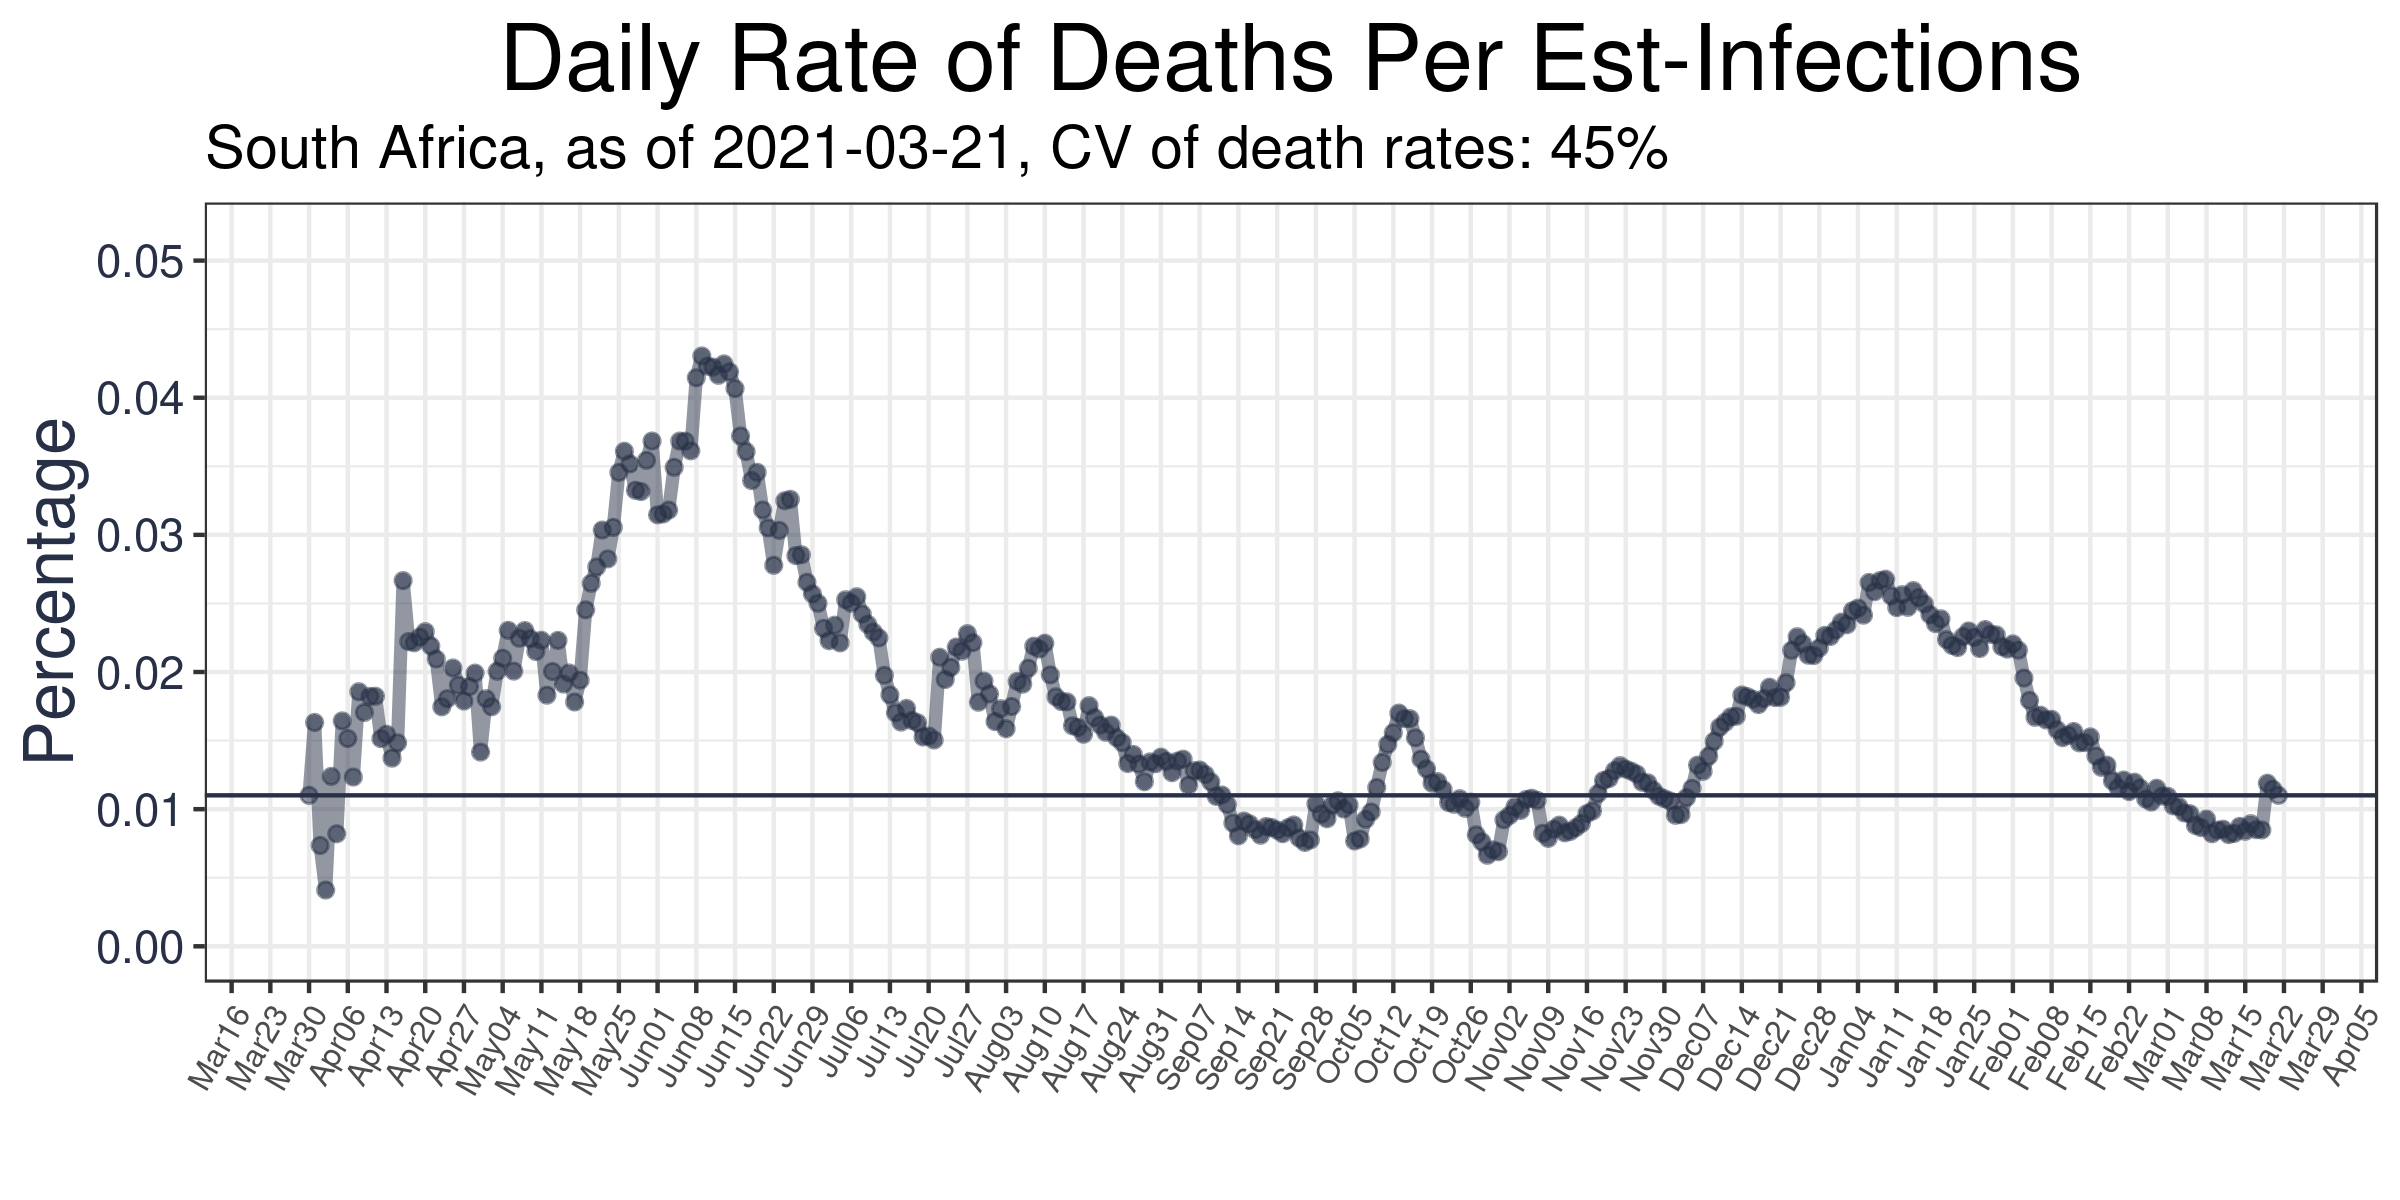 Daily Rate of Deaths Per Est-Infections
South Africa, as of 2021-03-21, CV of death rates: 45%
Percentage
0.05
0.04
0.03
0.02
0.01
0.00
Mar16 Mar23 Mar30 Apr06 Apr13 Apr20 Apr27 May04 May11 May18 May25 Jun01 Jun08 Jun15 Jun22 Jun29 Jul06 Jul13 Jul20 Jul27 Aug03 Aug10 Aug17 Aug24 Aug31 Sep07 Sep14 Sep21 Sep28 Oct05 Oct12 Oct19 Oct26 Nov02 Nov09 Nov16 Nov23 Nov30 Dec07 Dec14 Dec21 Dec28 Jan04 Jan11 Jan18 Jan25 Feb01 Feb08 Feb15 Feb22 Mar01 Mar08 Mar15 Mar22 Mar29 Apr05